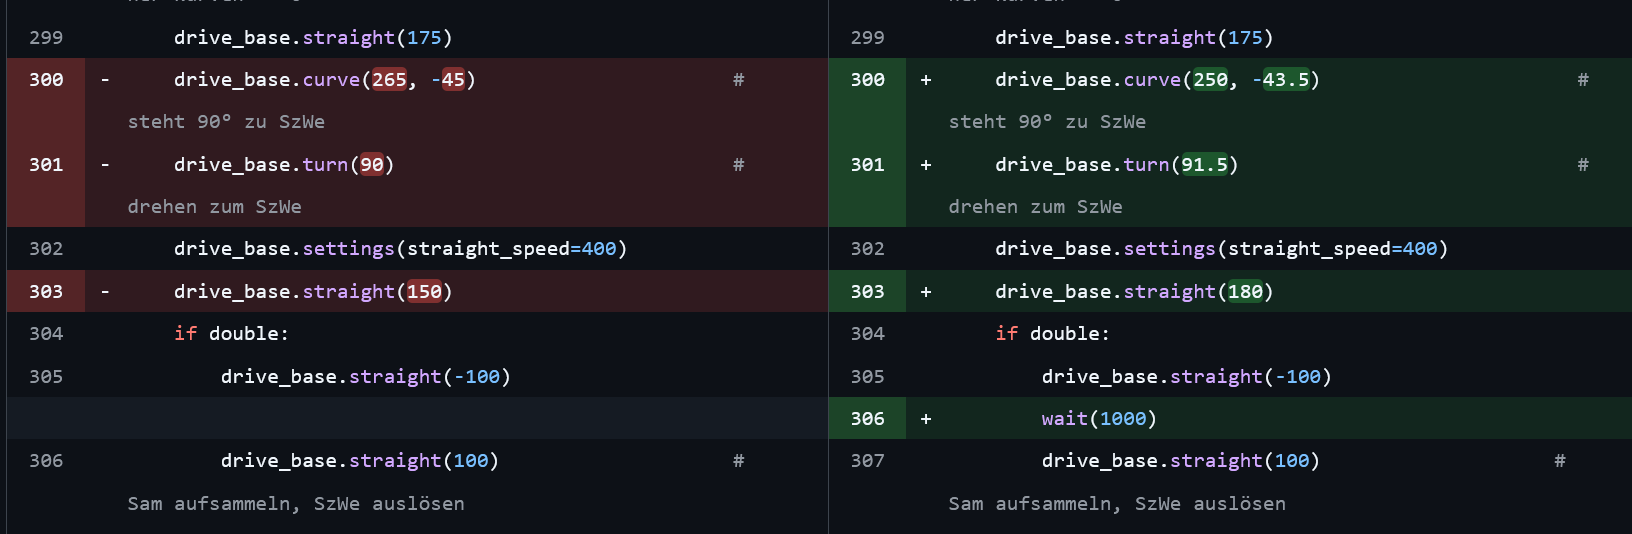 299 drive_base.straight(175)
300 - drive_base.curve(265, -45) #
steht 90° zu SzWe
301 - drive_base.turn(90) #
drehen zum SzWe
302 drive_base.settings(straight_speed=400)
303 - drive_base.straight(150)
304 if double:
305 drive_base.straight(-100)
306 drive_base.straight(100) #
Sam aufsammeln, SzWe auslösen
299 drive_base.straight(175)
300 + drive_base.curve(250, -43.5) #
steht 90° zu SzWe
301 + drive_base.turn(91.5) #
drehen zum SzWe
302 drive_base.settings(straight_speed=400)
303 + drive_base.straight(180)
304 if double:
305 drive_base.straight(-100)
306 + wait(1000)
307 drive_base.straight(100) #
Sam aufsammeln, SzWe auslösen